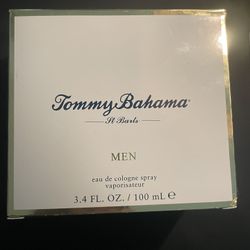 Tommy Bahama
St Barts
MEN
eau de cologne spray
vaporisateur
3.4 FL. OZ. / 100 mL ℮